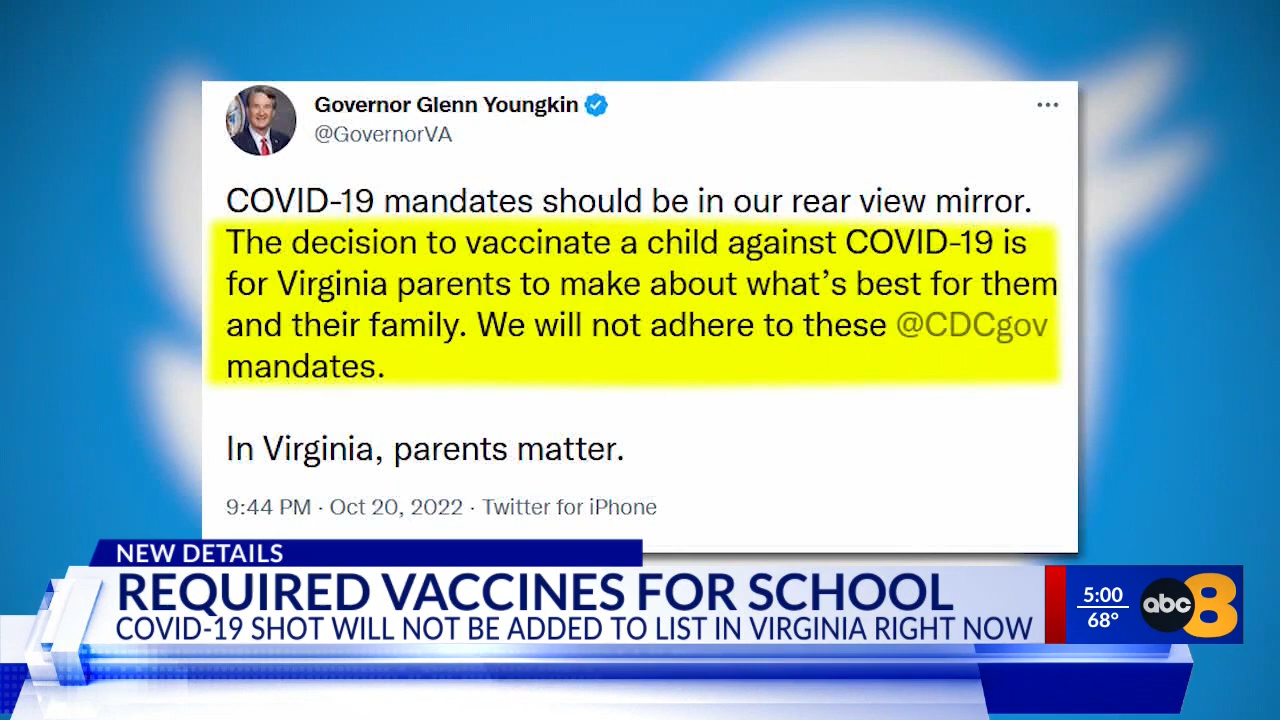 Governor Glenn Youngkin
@GovernorVA
COVID-19 mandates should be in our rear view mirror.
The decision to vaccinate a child against COVID-19 is
for Virginia parents to make about what's best for them
and their family. We will not adhere to these @CDCgov
mandates.
In Virginia, parents matter.
9:44 PM · Oct 20, 2022 · Twitter for iPhone
NEW DETAILS
REQUIRED VACCINES FOR SCHOOL
COVID-19 SHOT WILL NOT BE ADDED TO LIST IN VIRGINIA RIGHT NOW
5:00
68°
abc 8